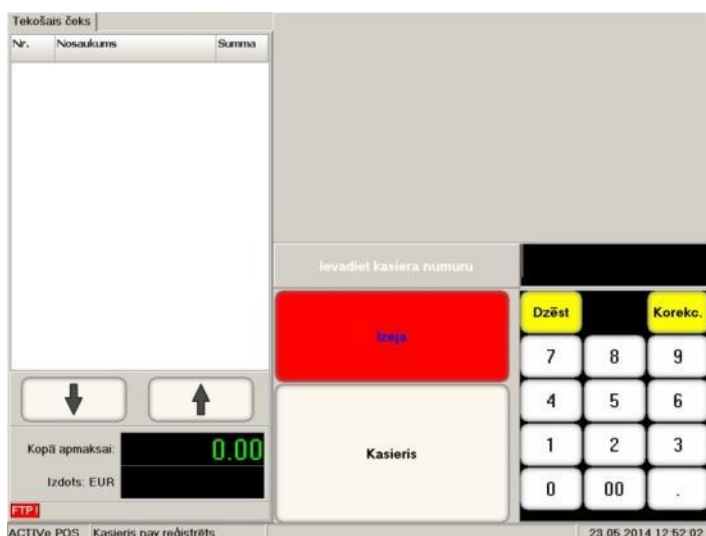 Tekošais čeks
Nr. Nosaukums Summa
Ievadiet kasiera numuru
Izeja
Dzēst Korekc.
7 8 9
4 5 6
1 2 3
0 00 .
Kasieris
Kopā apmaksai: 0.00
Izdots: EUR
FTP!
ACTIVe POS Kasieris nav reģistrēts 23.05.2014 12:52:02